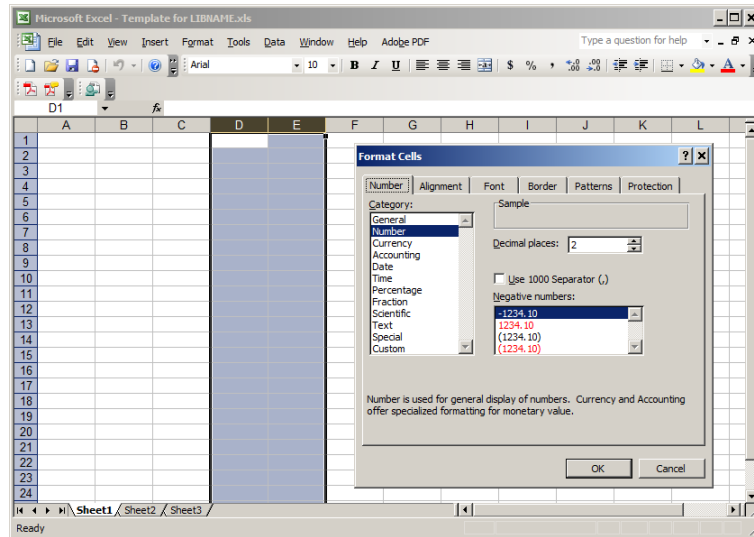 Microsoft Excel - Template for LIBNAME.xls
File Edit View Insert Format Tools Data Window Help Adobe PDF Type a question for help
Arial 10 B I U $ % ,
D1 fx
A B C D E F G H I J K L
1
2
3
4
5
6
7
8
9
10
11
12
13
14
15
16
17
18
19
20
21
22
23
24
Format Cells
Number Alignment Font Border Patterns Protection
Category:
General
Number
Currency
Accounting
Date
Time
Percentage
Fraction
Scientific
Text
Special
Custom
Sample
Decimal places: 2
Use 1000 Separator (,)
Negative numbers:
-1234.10
1234.10
(1234.10)
(1234.10)
Number is used for general display of numbers. Currency and Accounting
offer specialized formatting for monetary value.
OK Cancel
Sheet1 Sheet2 Sheet3
Ready